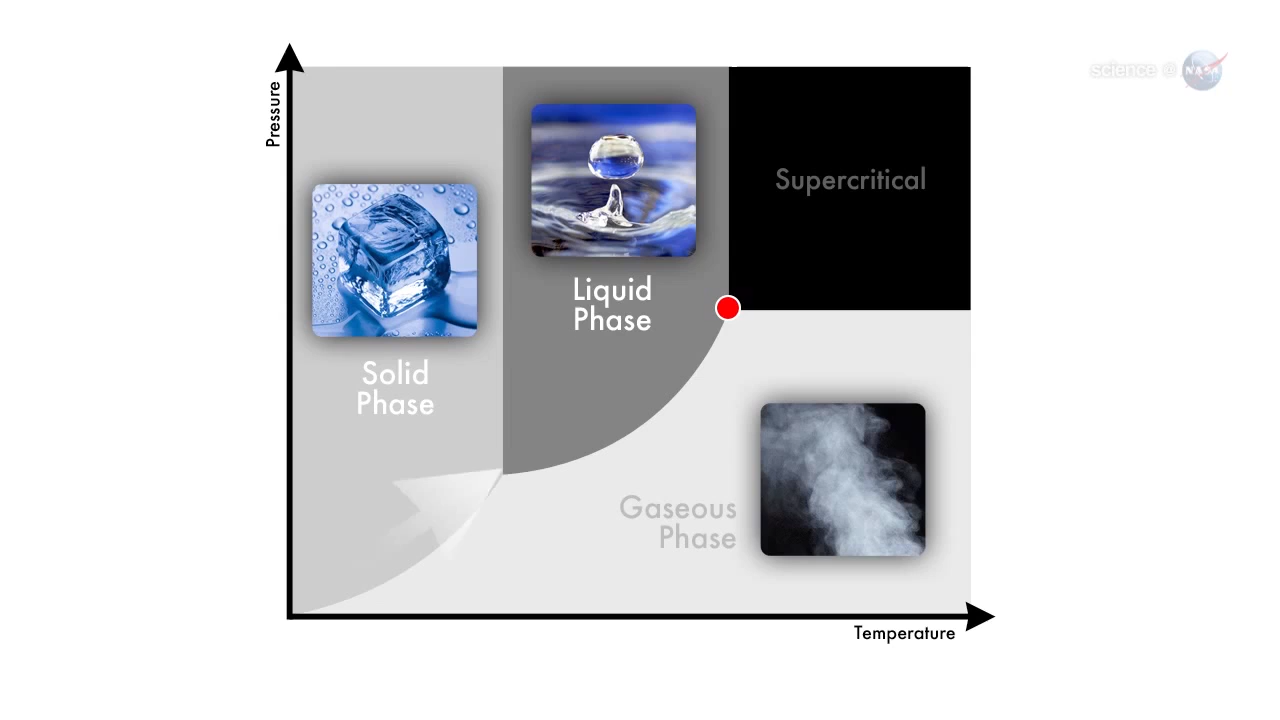 science @ NASA
Pressure
Supercritical
Liquid
Phase
Solid
Phase
Gaseous
Phase
Temperature